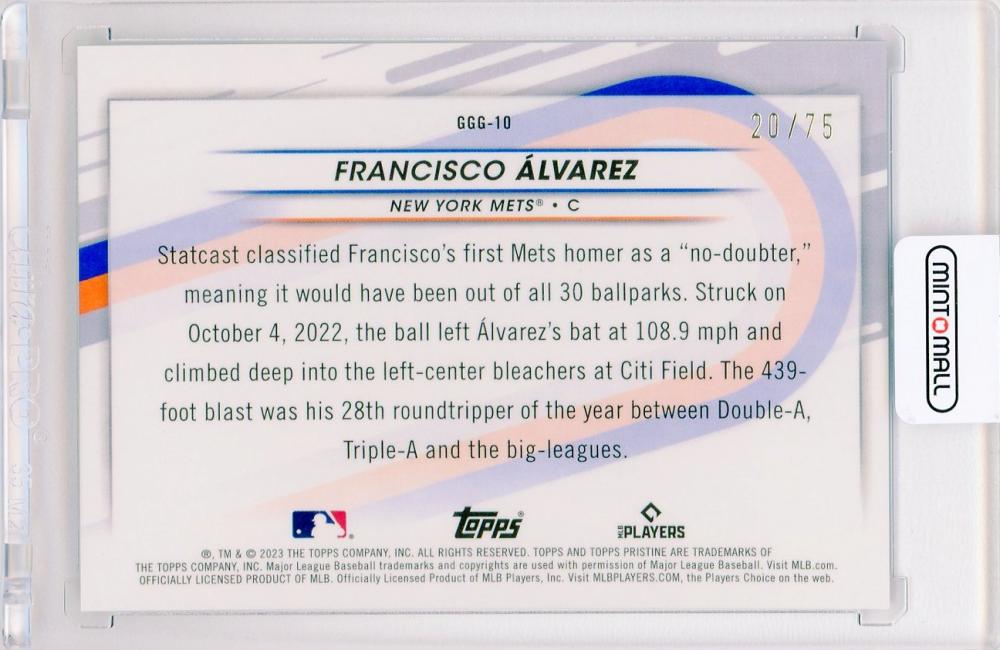 GGG-10
20/75
FRANCISCO ÁLVAREZ
NEW YORK METS® • C
Statcast classified Francisco's first Mets homer as a “no-doubter,”
meaning it would have been out of all 30 ballparks. Struck on
October 4, 2022, the ball left Álvarez's bat at 108.9 mph and
climbed deep into the left-center bleachers at Citi Field. The 439-
foot blast was his 28th roundtripper of the year between Double-A,
Triple-A and the big-leagues.
Topps®
MLB PLAYERS
®, TM & © 2023 THE TOPPS COMPANY, INC. ALL RIGHTS RESERVED. TOPPS AND TOPPS PRISTINE ARE TRADEMARKS OF
THE TOPPS COMPANY, INC. Major League Baseball trademarks and copyrights are used with permission of Major League Baseball. Visit MLB.com.
OFFICIALLY LICENSED PRODUCT OF MLB. Officially Licensed Product of MLB Players, Inc. Visit MLBPLAYERS.COM, the Players Choice on the web.
MINT MALL